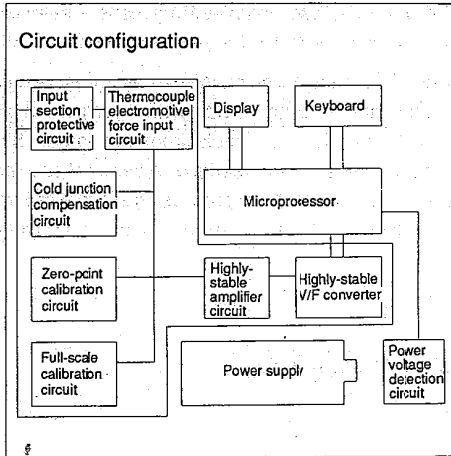 Circuit configuration
Input
section
protective
circuit
Thermocouple
electromotive
force input circuit
Display
Keyboard
Cold junction
compensation
circuit
Microprocessor
Zero-point
calibration
circuit
Highly-
stable
amplifier
circuit
Highly-stable
V/F converter
Full-scale
calibration
circuit
Power supply
Power
voltage
detection
circuit